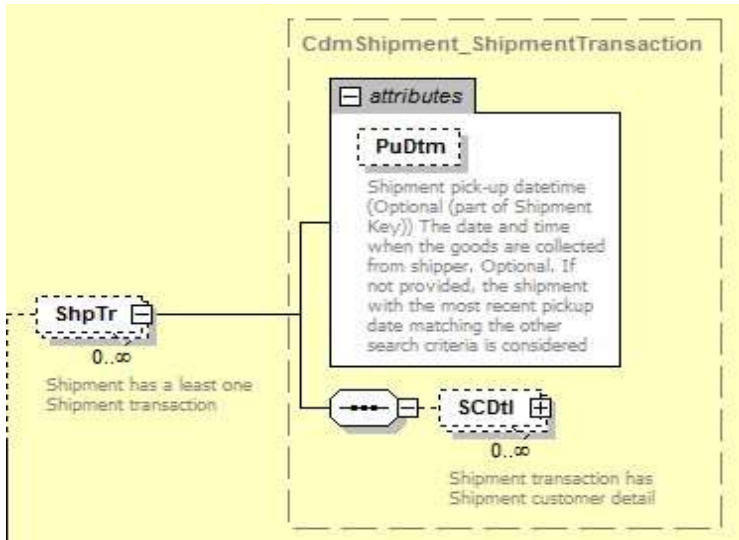 CdmShipment_ShipmentTransaction
attributes
PuDtm
Shipment pick-up datetime
(Optional (part of Shipment
Key)) The date and time
when the goods are collected
from shipper. Optional. If
not provided, the shipment
with the most recent pickup
date matching the other
search criteria is considered
ShpTr
0..∞
Shipment has a least one
Shipment transaction
SCDtl
0..∞
Shipment transaction has
Shipment customer detail